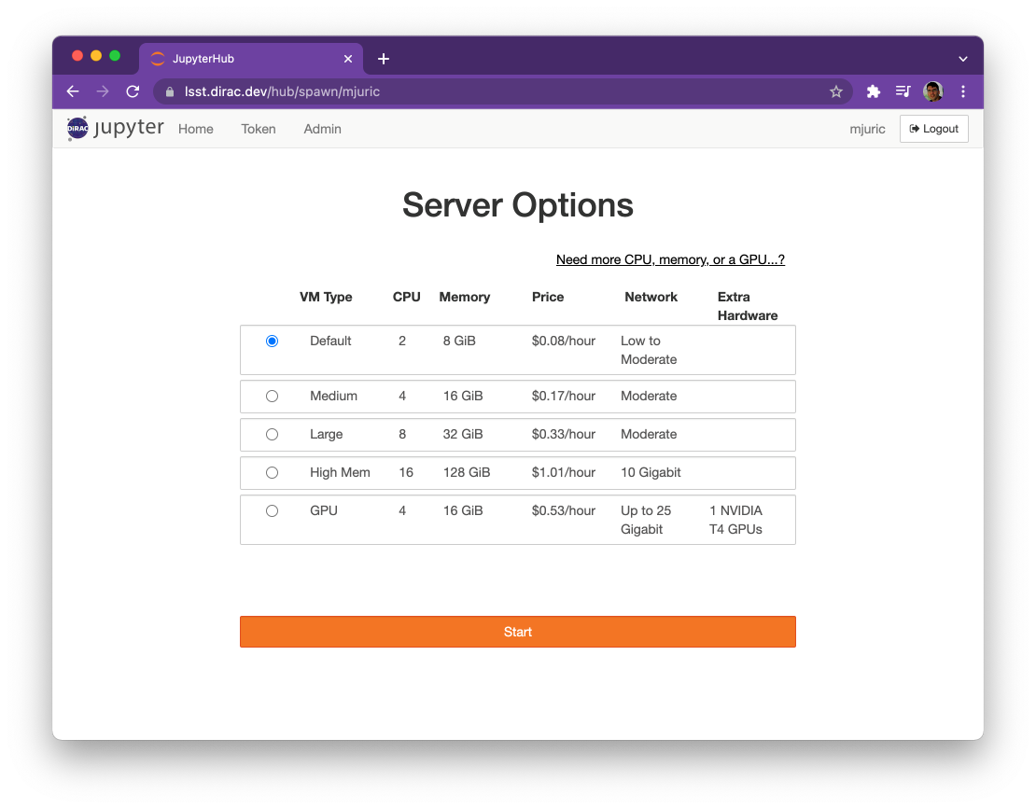 JupyterHub
lsst.dirac.dev/hub/spawn/mjuric
DIRAC jupyter Home Token Admin mjuric Logout
Server Options
Need more CPU, memory, or a GPU...?
VM Type CPU Memory Price Network Extra
Hardware
Default 2 8 GiB $0.08/hour Low to
Moderate
Medium 4 16 GiB $0.17/hour Moderate
Large 8 32 GiB $0.33/hour Moderate
High Mem 16 128 GiB $1.01/hour 10 Gigabit
GPU 4 16 GiB $0.53/hour Up to 25 1 NVIDIA
Gigabit T4 GPUs
Start